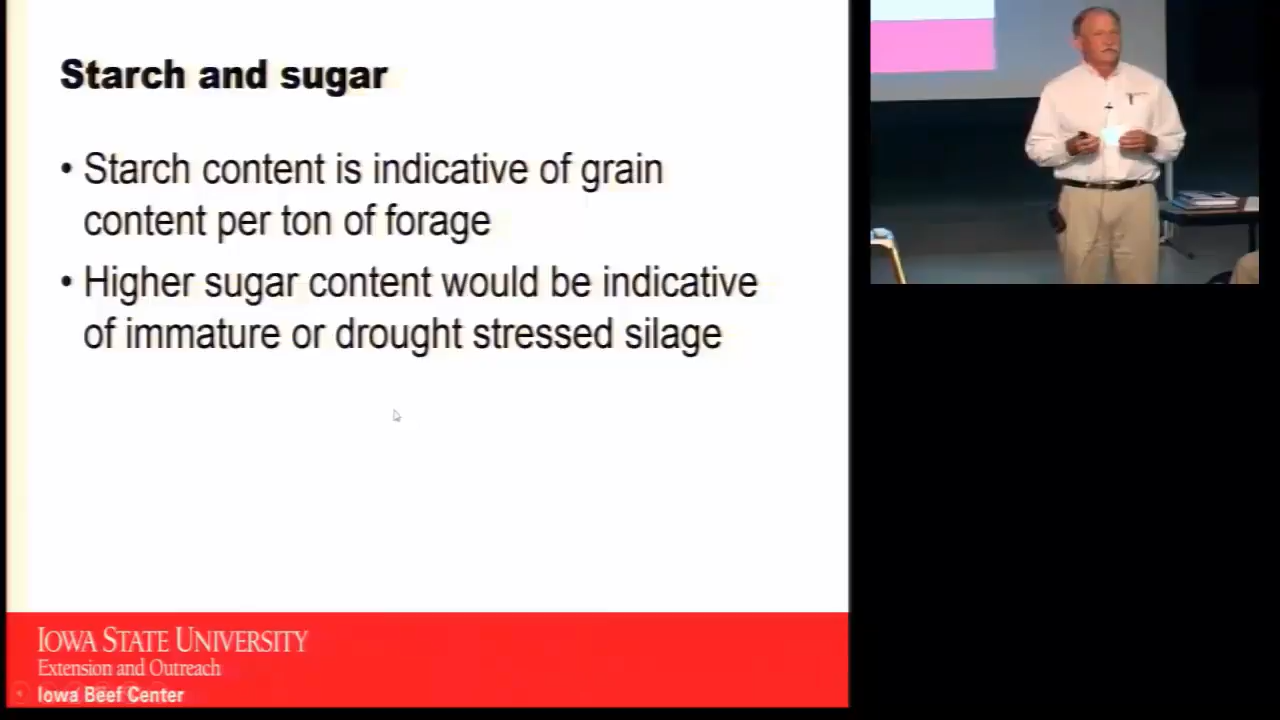 Starch and sugar
• Starch content is indicative of grain
content per ton of forage
• Higher sugar content would be indicative
of immature or drought stressed silage
IOWA STATE UNIVERSITY
Extension and Outreach
Iowa Beef Center